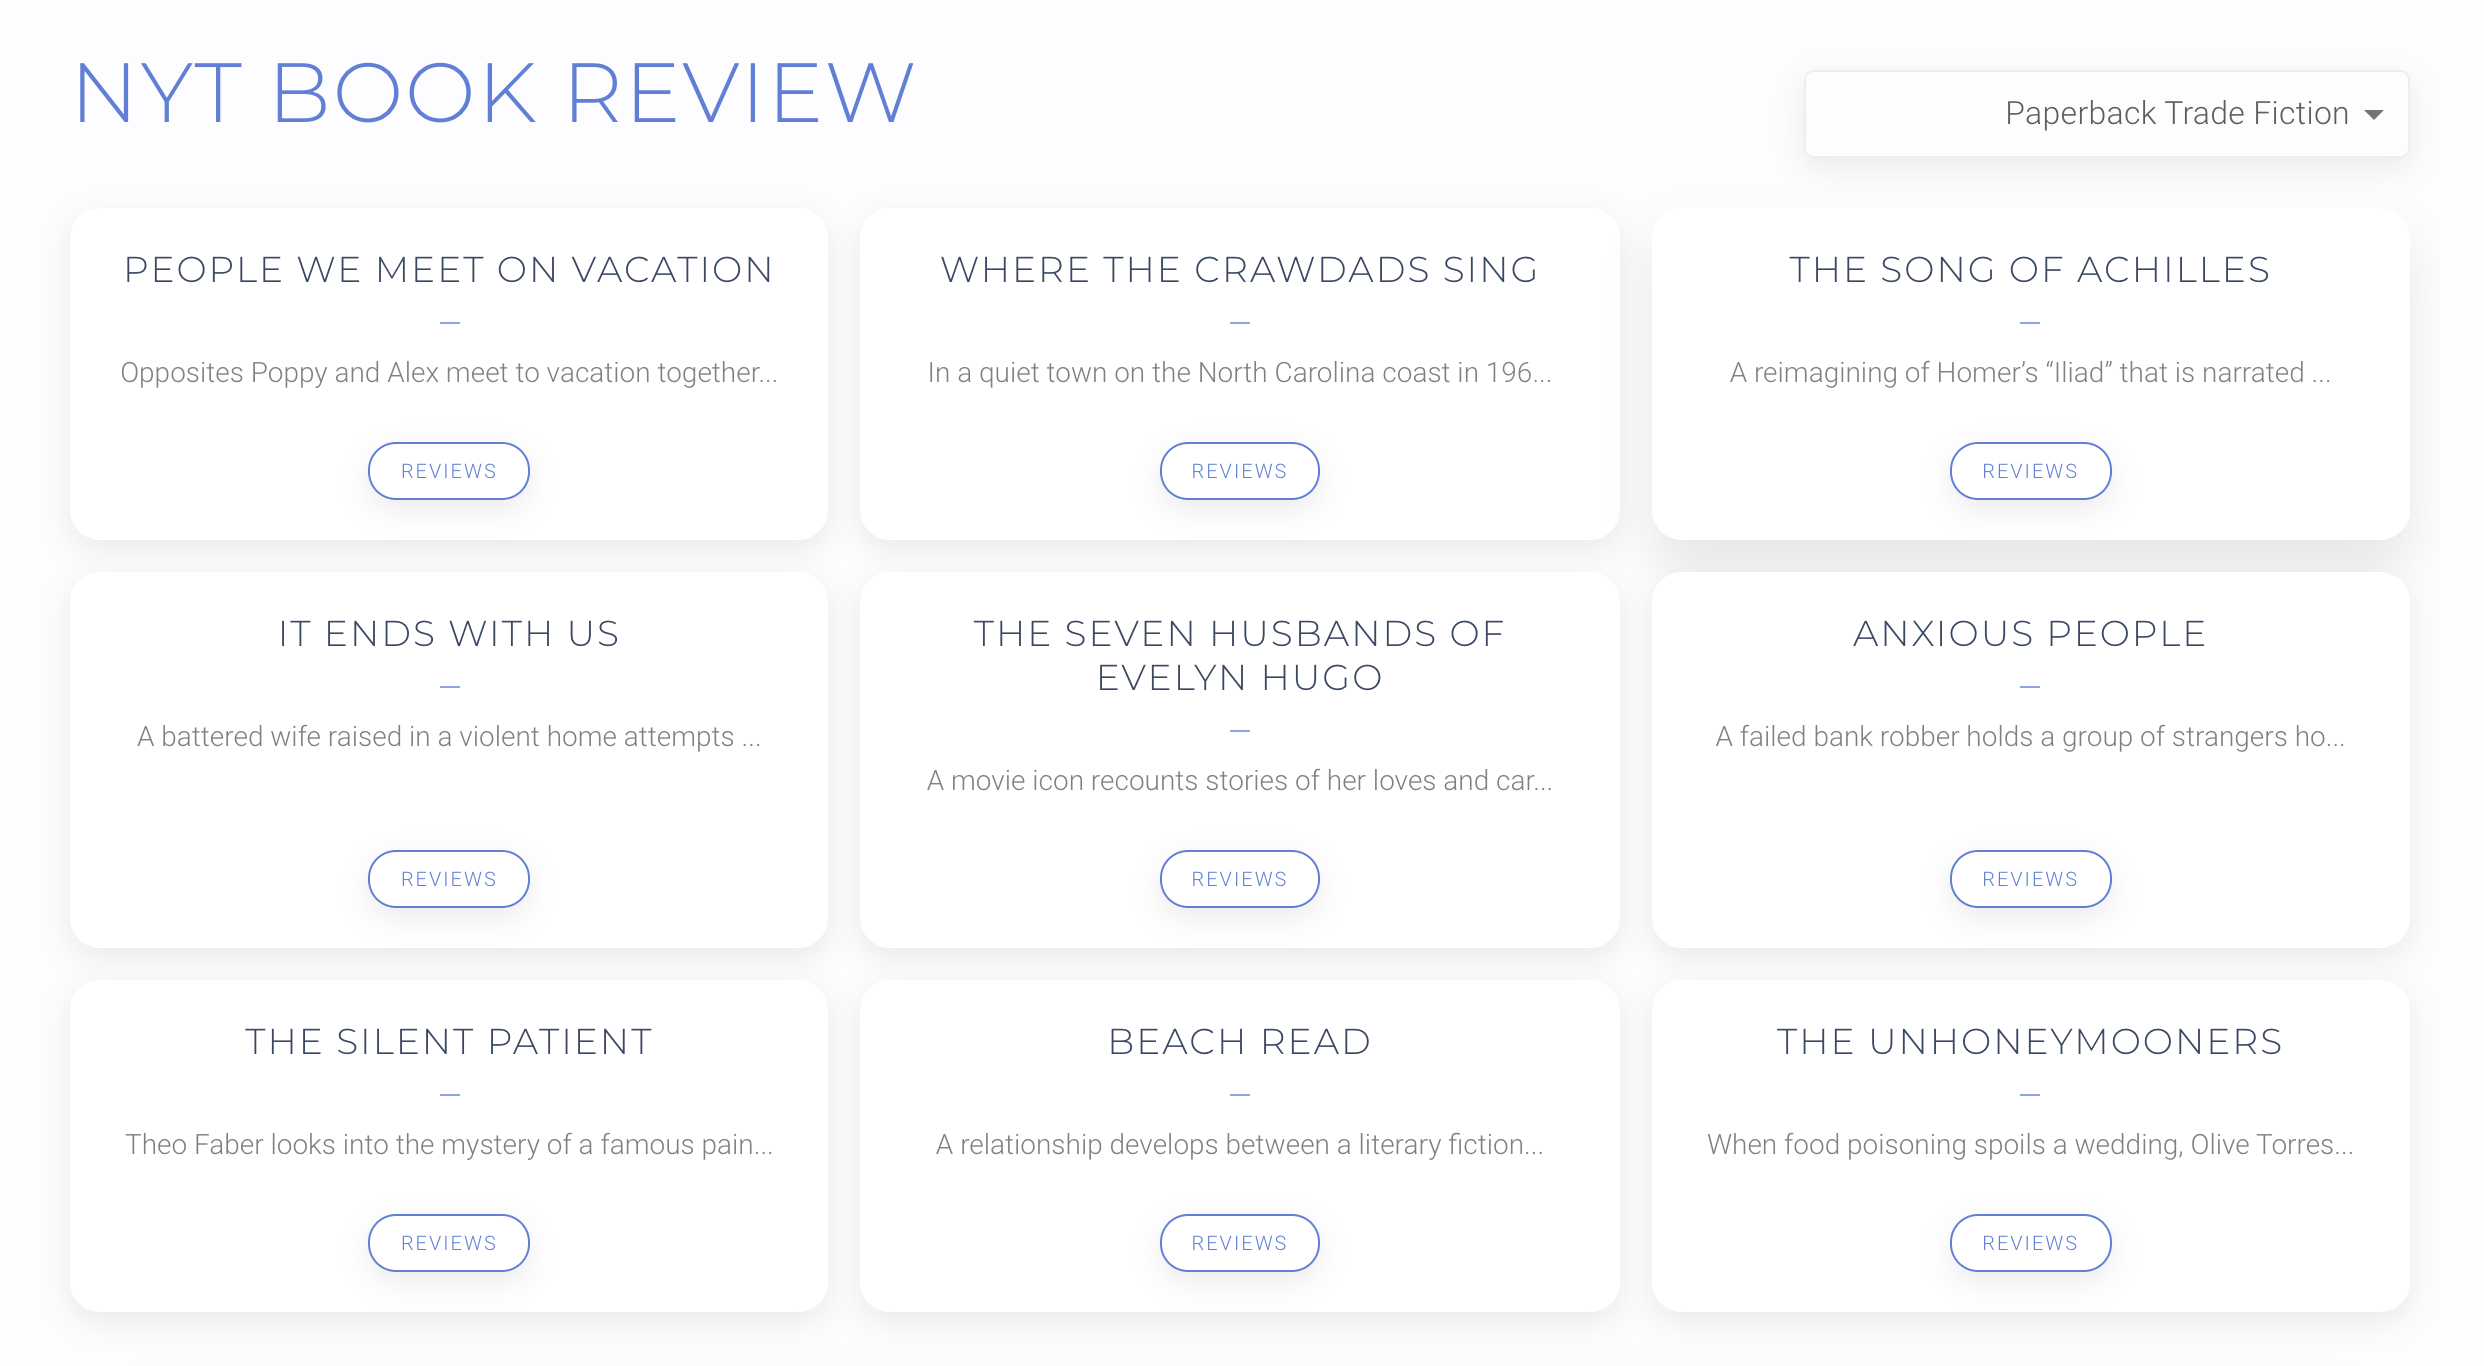 NYT BOOK REVIEW
Paperback Trade Fiction
PEOPLE WE MEET ON VACATION
Opposites Poppy and Alex meet to vacation together...
REVIEWS
WHERE THE CRAWDADS SING
In a quiet town on the North Carolina coast in 196...
REVIEWS
THE SONG OF ACHILLES
A reimagining of Homer’s “Iliad” that is narrated ...
REVIEWS
IT ENDS WITH US
A battered wife raised in a violent home attempts ...
REVIEWS
THE SEVEN HUSBANDS OF
EVELYN HUGO
A movie icon recounts stories of her loves and car...
REVIEWS
ANXIOUS PEOPLE
A failed bank robber holds a group of strangers ho...
REVIEWS
THE SILENT PATIENT
Theo Faber looks into the mystery of a famous pain...
REVIEWS
BEACH READ
A relationship develops between a literary fiction...
REVIEWS
THE UNHONEYMOONERS
When food poisoning spoils a wedding, Olive Torres...
REVIEWS